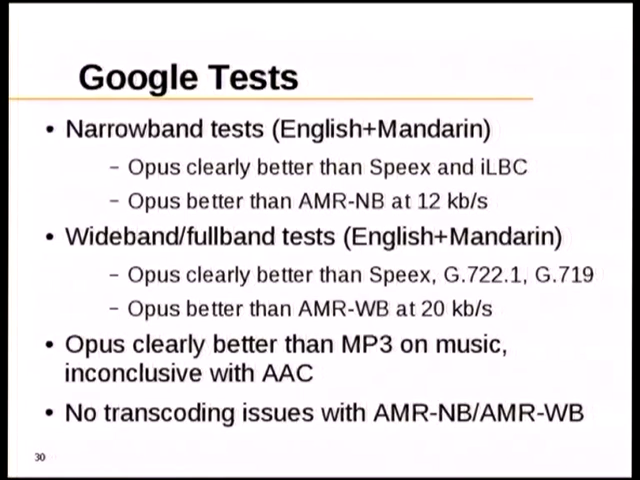 Google Tests
• Narrowband tests (English+Mandarin)
– Opus clearly better than Speex and iLBC
– Opus better than AMR-NB at 12 kb/s
• Wideband/fullband tests (English+Mandarin)
– Opus clearly better than Speex, G.722.1, G.719
– Opus better than AMR-WB at 20 kb/s
• Opus clearly better than MP3 on music,
inconclusive with AAC
• No transcoding issues with AMR-NB/AMR-WB
30